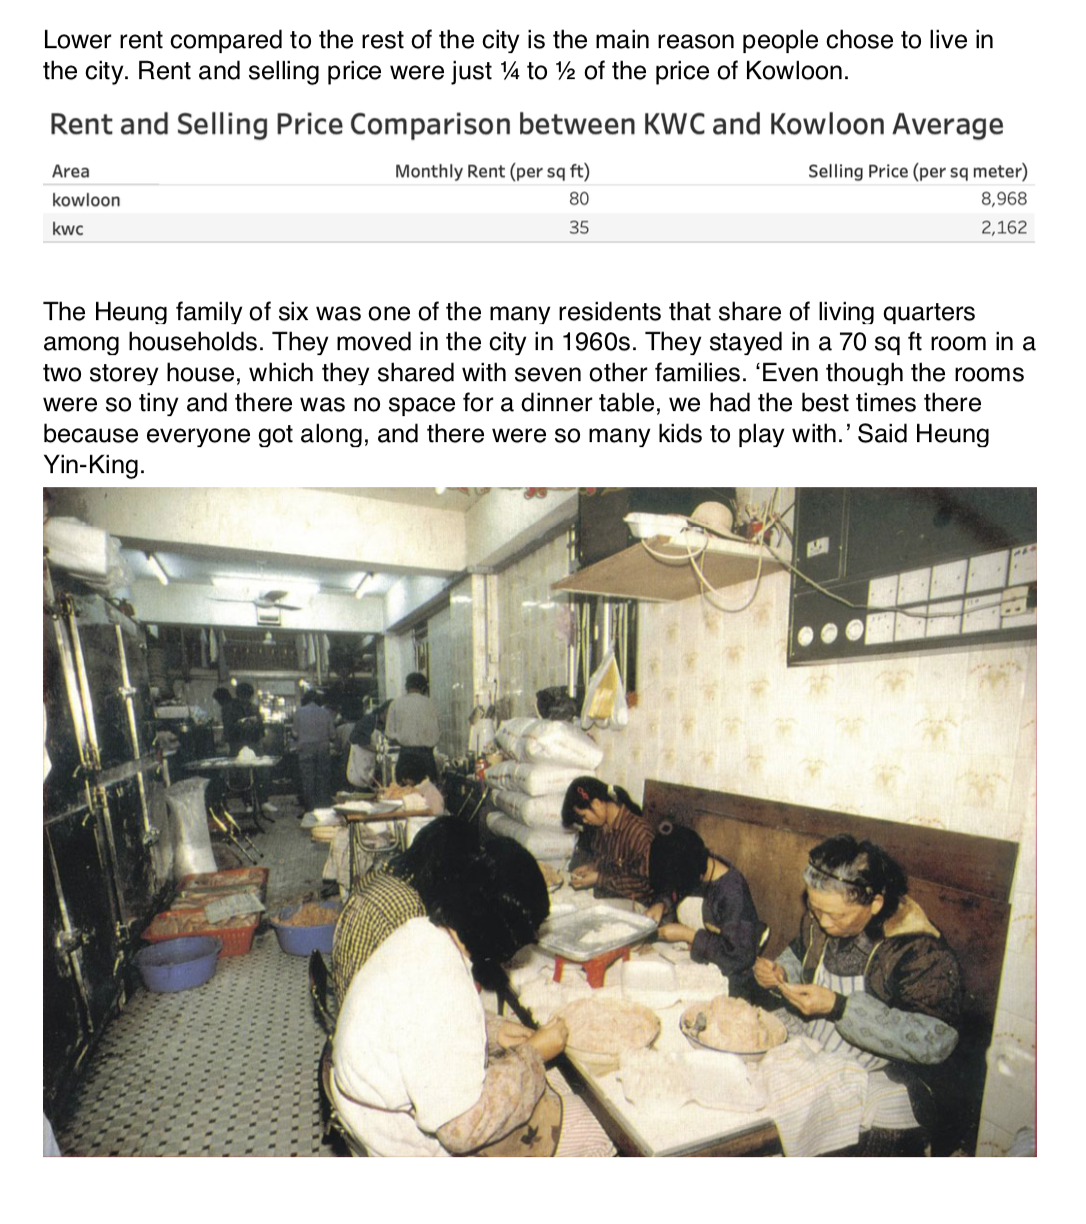 Lower rent compared to the rest of the city is the main reason people chose to live in
the city. Rent and selling price were just ¼ to ½ of the price of Kowloon.
Rent and Selling Price Comparison between KWC and Kowloon Average
Area Monthly Rent (per sq ft) Selling Price (per sq meter)
kowloon 80 8,968
kwc 35 2,162
The Heung family of six was one of the many residents that share of living quarters
among households. They moved in the city in 1960s. They stayed in a 70 sq ft room in a
two storey house, which they shared with seven other families. ‘Even though the rooms
were so tiny and there was no space for a dinner table, we had the best times there
because everyone got along, and there were so many kids to play with.’ Said Heung
Yin-King.